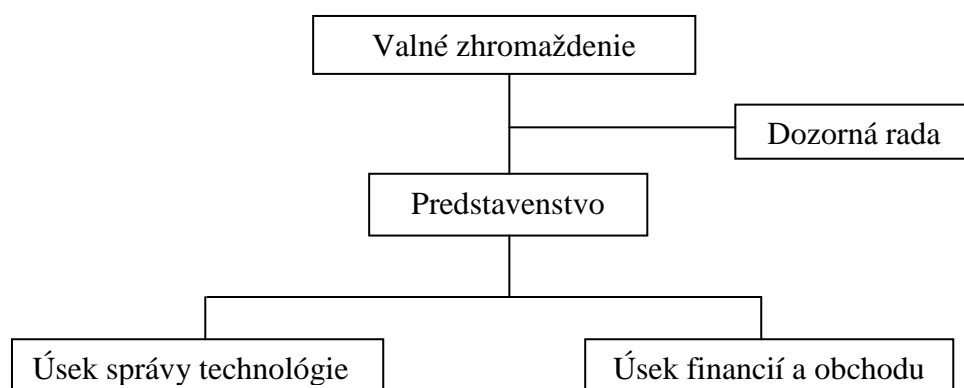 Valné zhromaždenie
Dozorná rada
Predstavenstvo
Úsek správy technológie
Úsek financií a obchodu